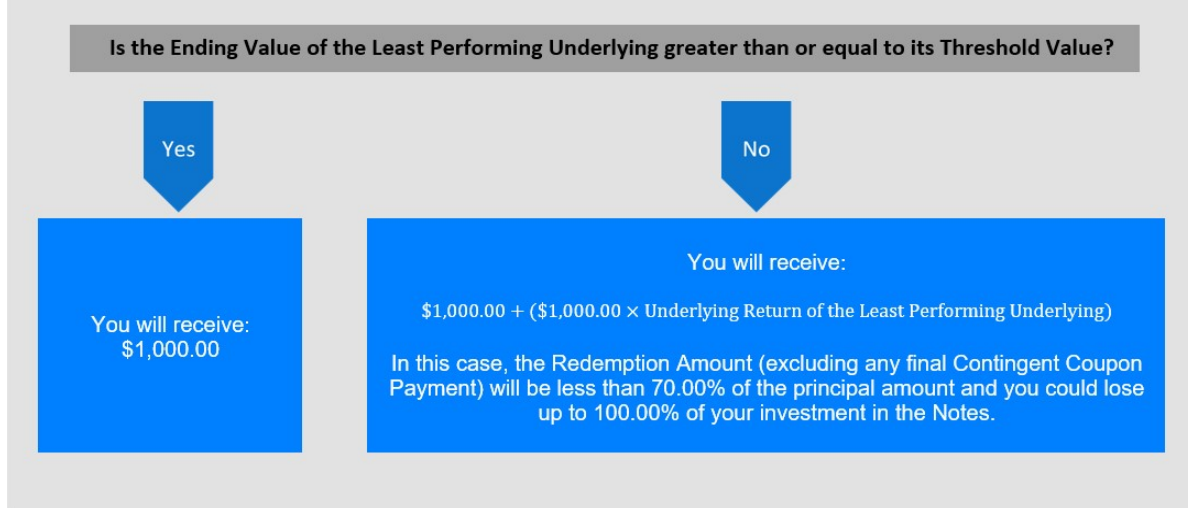 Is the Ending Value of the Least Performing Underlying greater than or equal to its Threshold Value?
Yes
No
You will receive:
$1,000.00
You will receive:
$1,000.00 + ($1,000.00 × Underlying Return of the Least Performing Underlying)
In this case, the Redemption Amount (excluding any final Contingent Coupon
Payment) will be less than 70.00% of the principal amount and you could lose
up to 100.00% of your investment in the Notes.